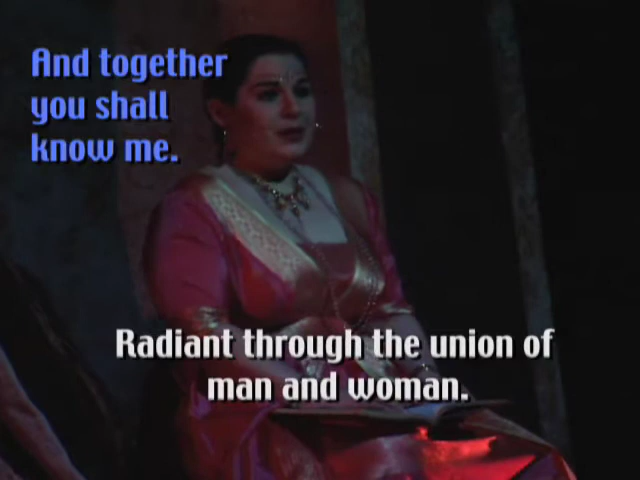 And together
you shall
know me.
Radiant through the union of
man and woman.